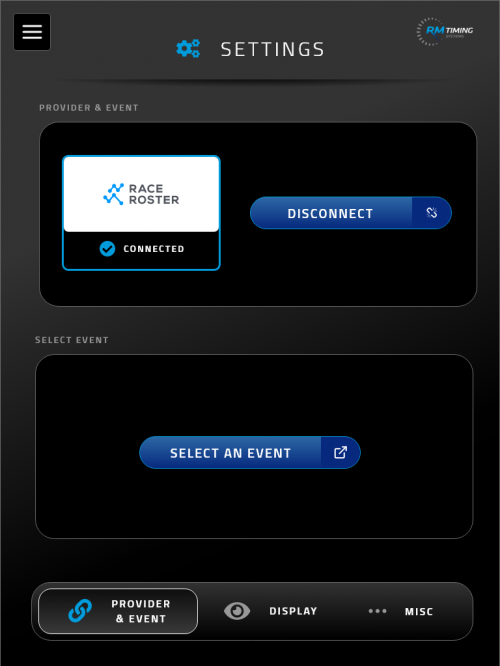 SETTINGS
RM TIMING
SYSTEMS
PROVIDER & EVENT
RACE
ROSTER
CONNECTED
DISCONNECT
SELECT EVENT
SELECT AN EVENT
PROVIDER
& EVENT
DISPLAY
MISC